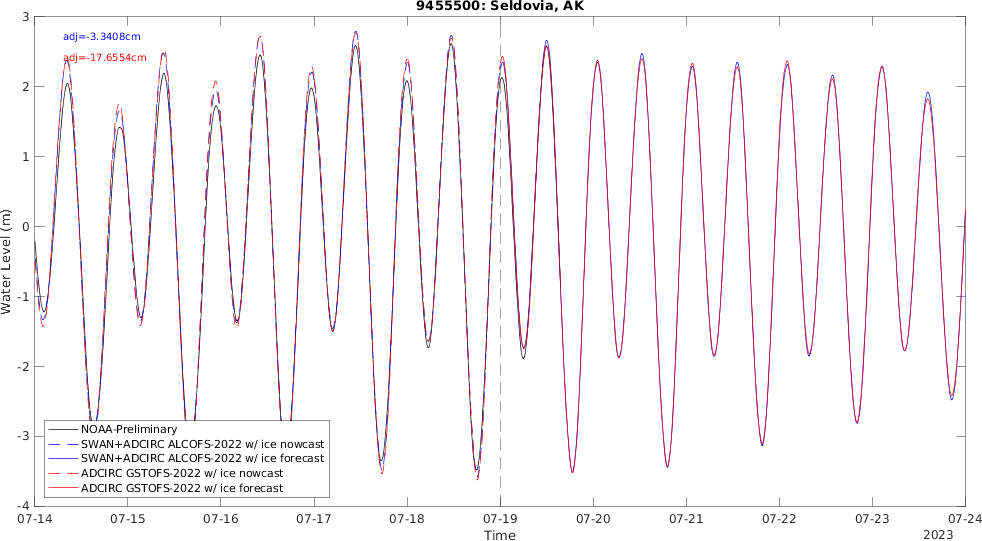 9455500: Seldovia, AK
adj=-3.3408cm
adj=-17.6554cm
Water Level (m)
3
2
1
0
-1
-2
-3
-4
NOAA-Preliminary
SWAN+ADCIRC ALCOFS-2022 w/ ice nowcast
SWAN+ADCIRC ALCOFS-2022 w/ ice forecast
ADCIRC GSTOFS-2022 w/ ice nowcast
ADCIRC GSTOFS-2022 w/ ice forecast
07-14 07-15 07-16 07-17 07-18 07-19 07-20 07-21 07-22 07-23 07-24
Time
2023